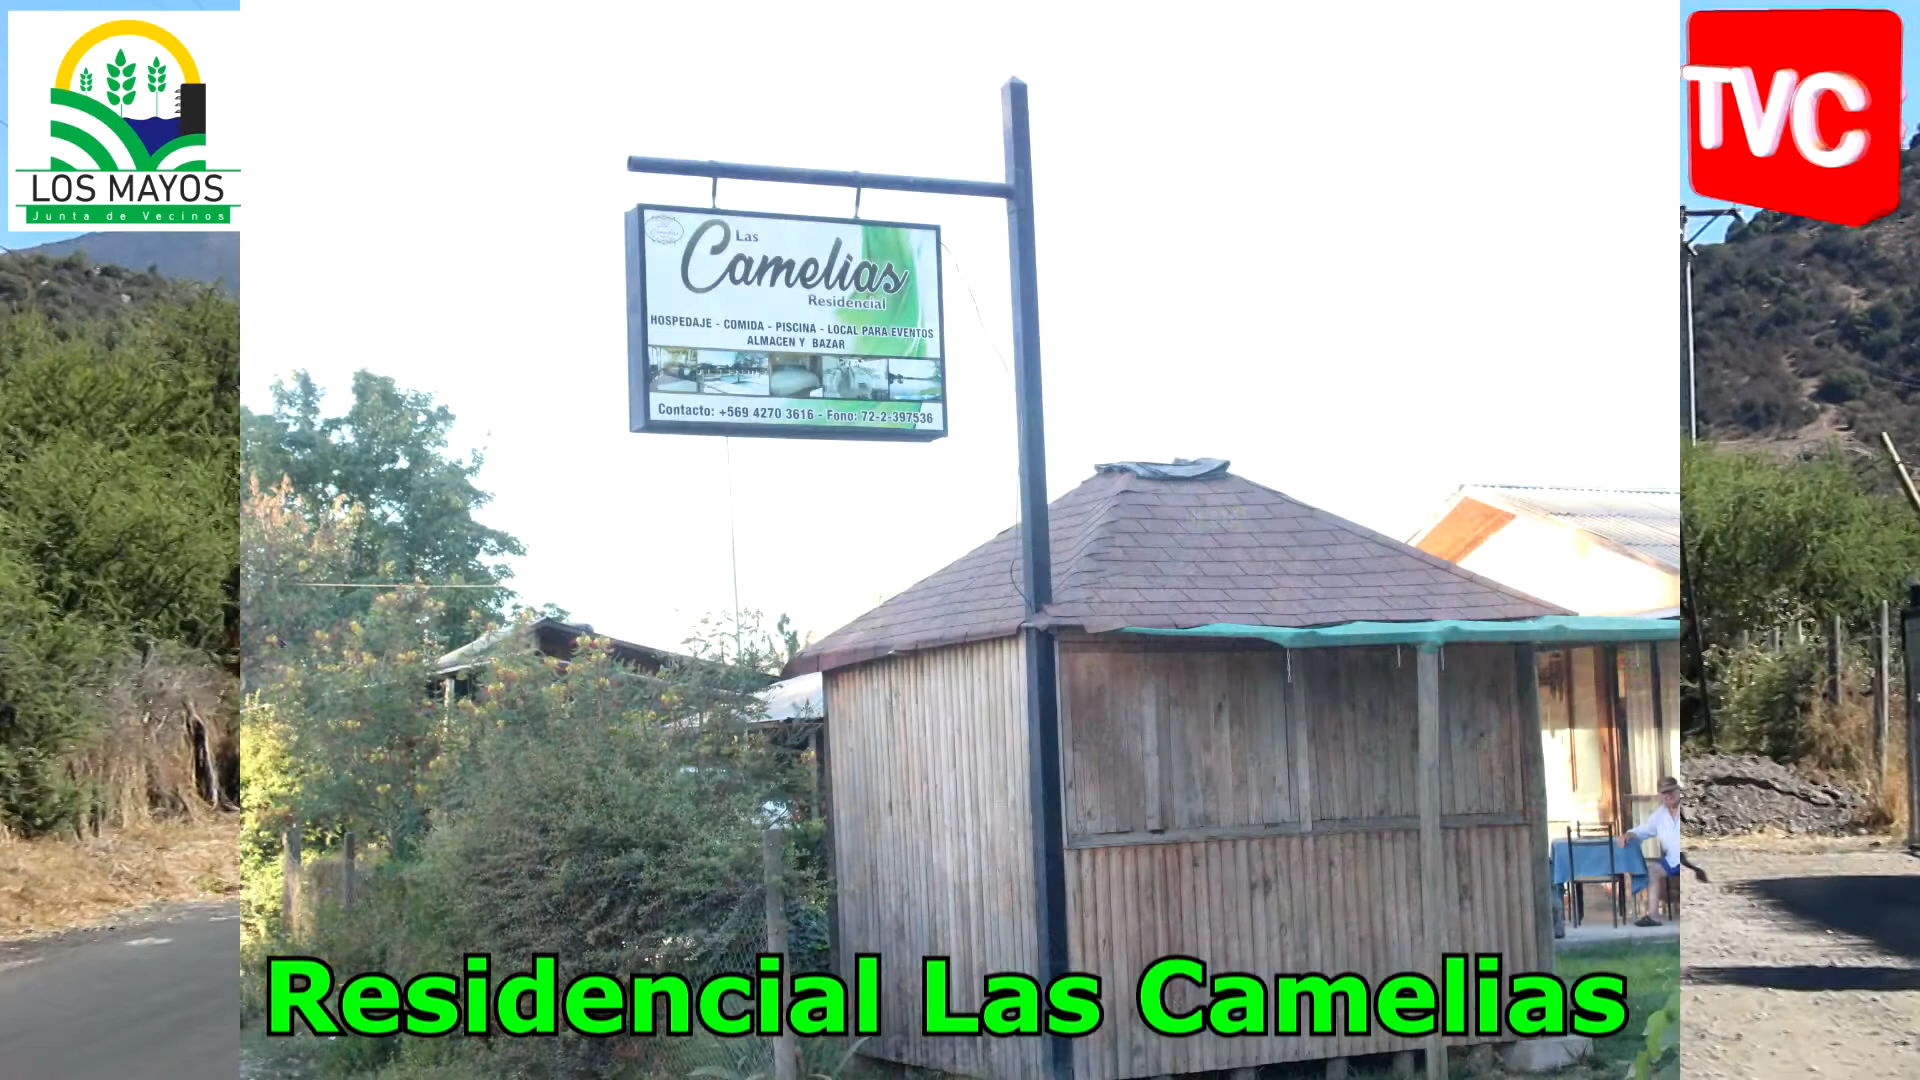 LOS MAYOS
Junta de Vecinos
TVC
Las
Camelias
Residencial
HOSPEDAJE - COMIDA - PISCINA - LOCAL PARA EVENTOS
ALMACEN Y BAZAR
Contacto: +569 4270 3616 - Fono: 72-2-397536
Residencial Las Camelias